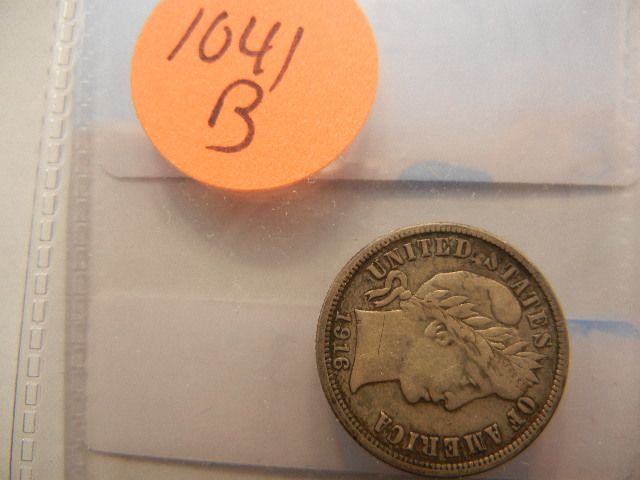 1041
B
UNITED·STATES OF AMERICA
1916